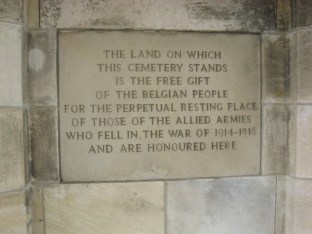 THE LAND ON WHICH
THIS CEMETERY STANDS
IS THE FREE GIFT
OF THE BELGIAN PEOPLE
FOR THE PERPETUAL RESTING PLACE
OF THOSE OF THE ALLIED ARMIES
WHO FELL IN THE WAR OF 1914-1918
AND ARE HONOURED HERE